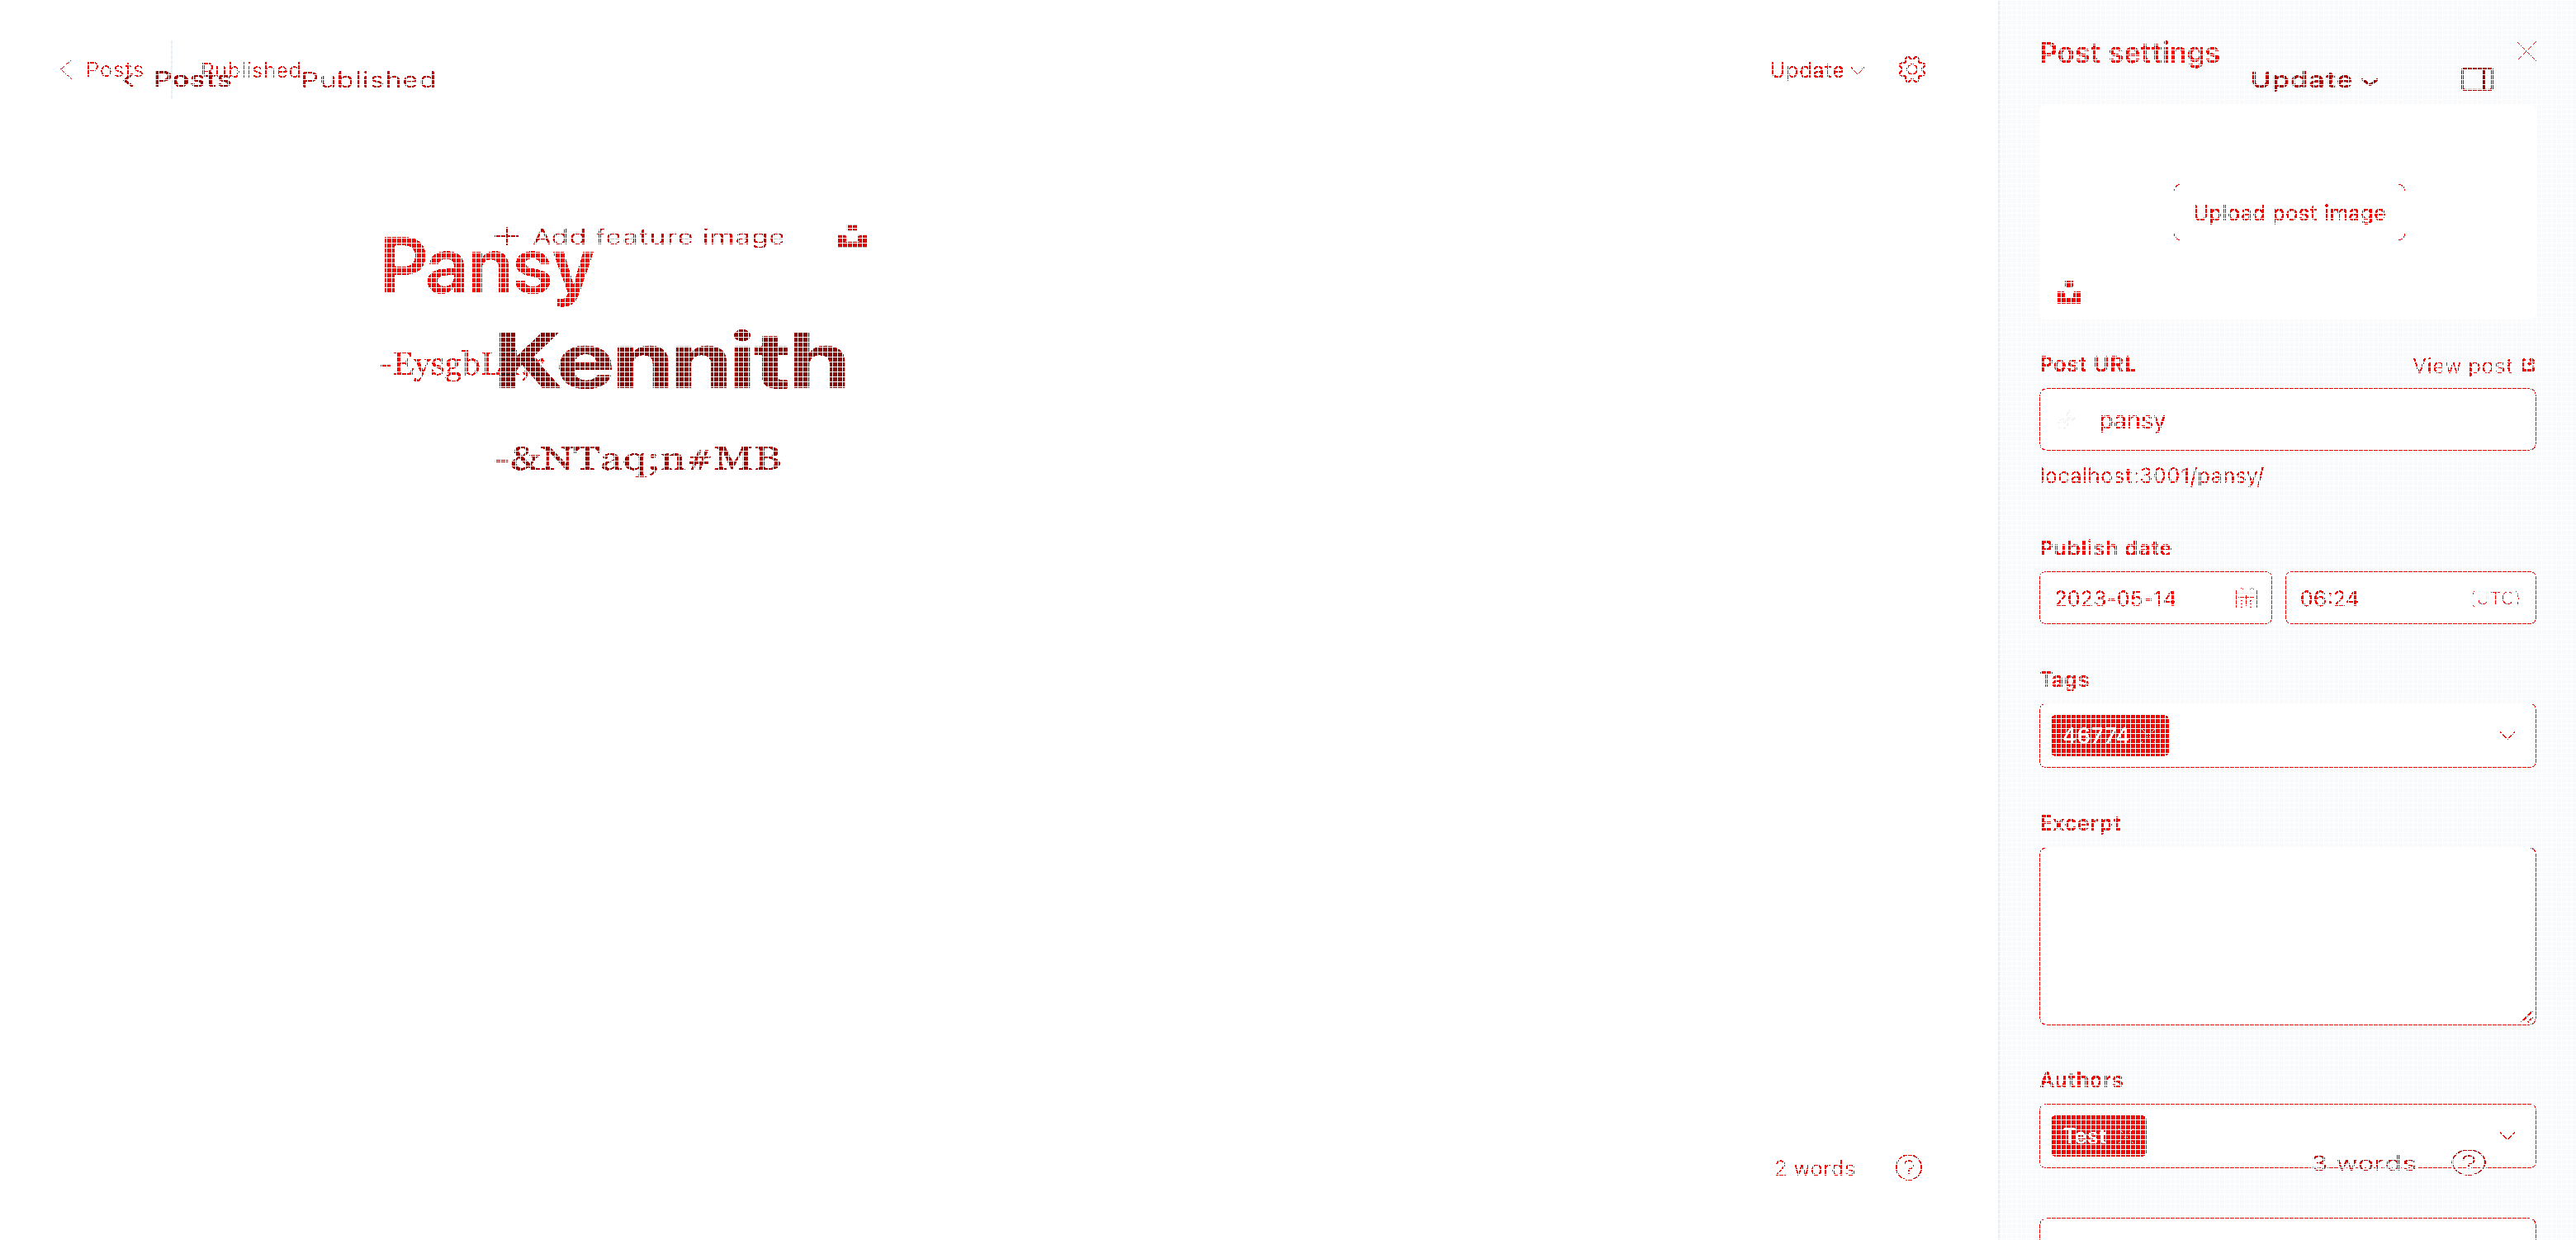 Posts
Published
Posts
Published
Update
Post settings
Update
Add feature image
Pansy
Upload post image
Kennith
Post URL
View post
pansy
-&NTaq;n#MB
localhost:3001/pansy/
Publish date
2023-05-14
06:24
(UTC)
Tags
46774
Excerpt
Authors
Test
2 words
3 words